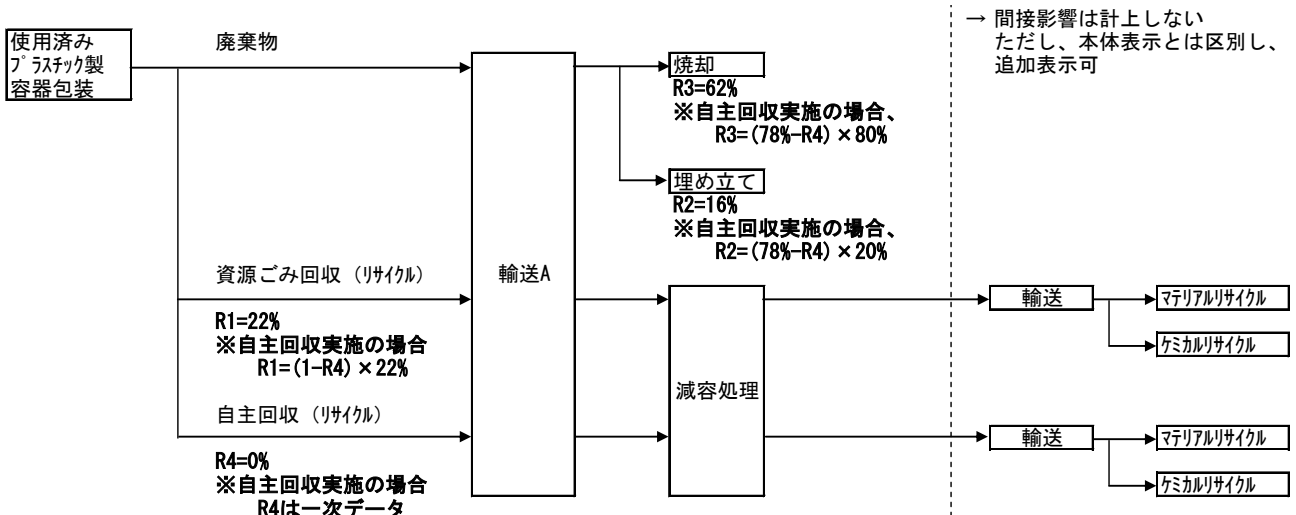 使用済み
プラスチック製
容器包装
廃棄物
焼却
R3=62%
※自主回収実施の場合、
R3=(78%-R4)×80%
埋め立て
R2=16%
※自主回収実施の場合、
R2=(78%-R4)×20%
→ 間接影響は計上しない
ただし、本体表示とは区別し、
追加表示可
資源ごみ回収（リサイクル）
R1=22%
※自主回収実施の場合
R1=(1-R4)×22%
輸送A
自主回収（リサイクル）
R4=0%
※自主回収実施の場合
R4は一次データ
減容処理
輸送
マテリアルリサイクル
ケミカルリサイクル
輸送
マテリアルリサイクル
ケミカルリサイクル